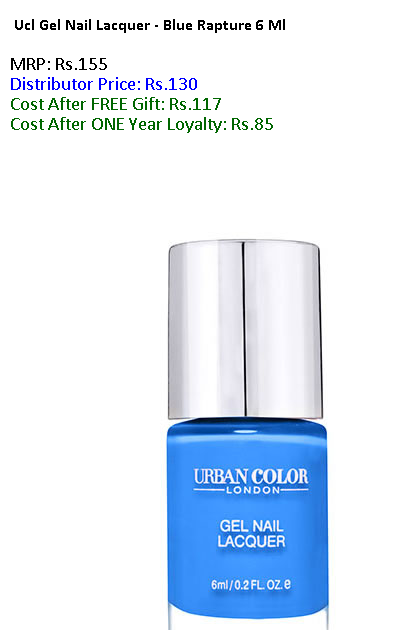 Ucl Gel Nail Lacquer - Blue Rapture 6 Ml
MRP: Rs.155
Distributor Price: Rs.130
Cost After FREE Gift: Rs.117
Cost After ONE Year Loyalty: Rs.85
URBAN COLOR
LONDON
GEL NAIL
LACQUER
6ml/0.2 FL. OZ. e